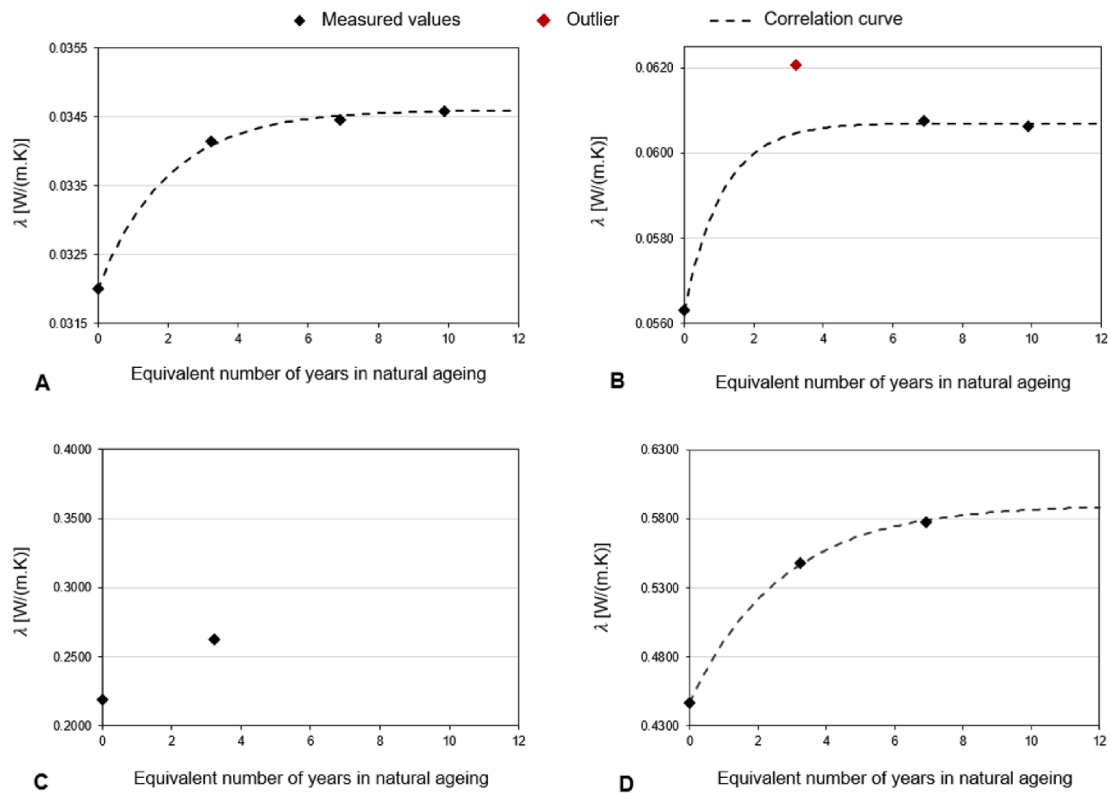 Measured values
Outlier
Correlation curve
0.0355
0.0345
0.0335
0.0325
0.0315
λ [W/(m.K)]
0 2 4 6 8 10 12
Equivalent number of years in natural ageing
A
0.0620
0.0600
0.0580
0.0560
λ [W/(m.K)]
0 2 4 6 8 10 12
Equivalent number of years in natural ageing
B
0.4000
0.3500
0.3000
0.2500
0.2000
λ [W/(m.K)]
0 2 4 6 8 10 12
Equivalent number of years in natural ageing
C
0.6300
0.5800
0.5300
0.4800
0.4300
λ [W/(m.K)]
0 2 4 6 8 10 12
Equivalent number of years in natural ageing
D